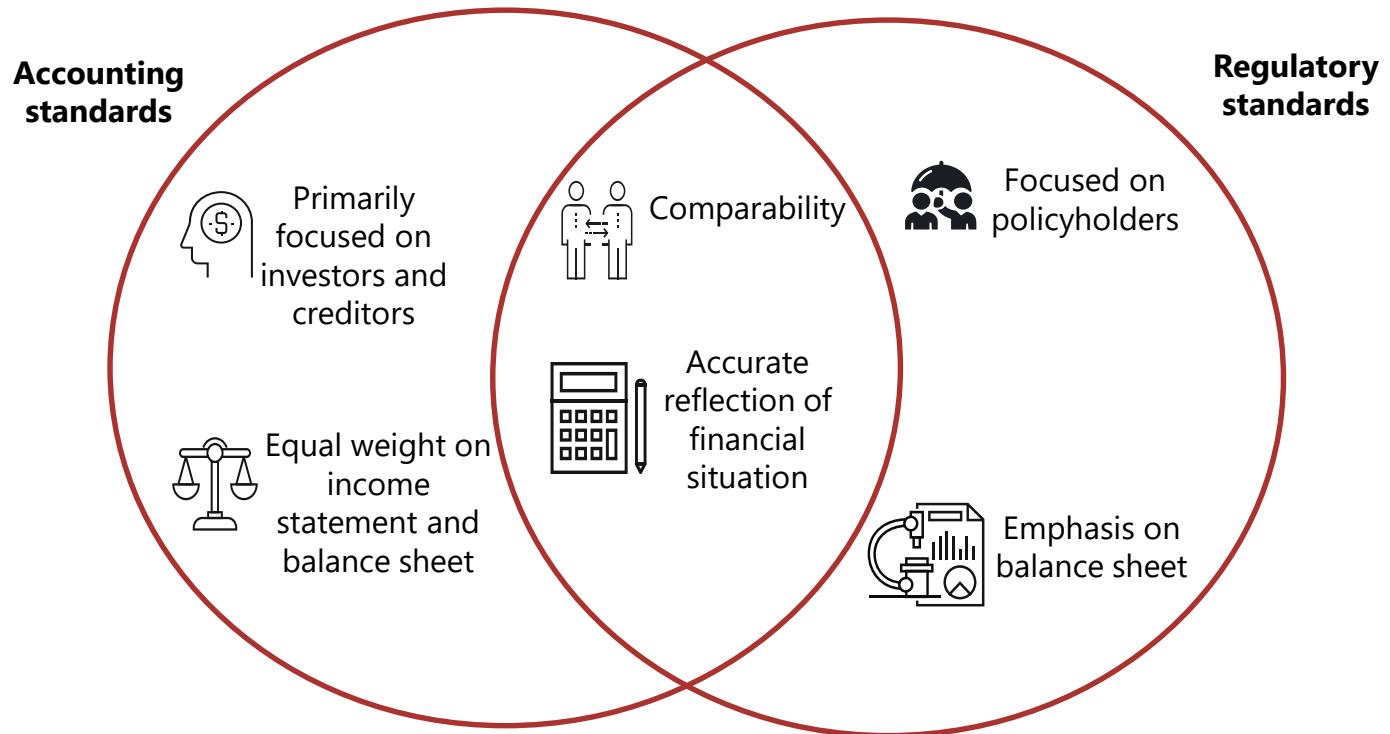 Accounting
standards
Primarily
focused on
investors and
creditors
Equal weight on
income
statement and
balance sheet
Comparability
Accurate
reflection of
financial
situation
Regulatory
standards
Focused on
policyholders
Emphasis on
balance sheet